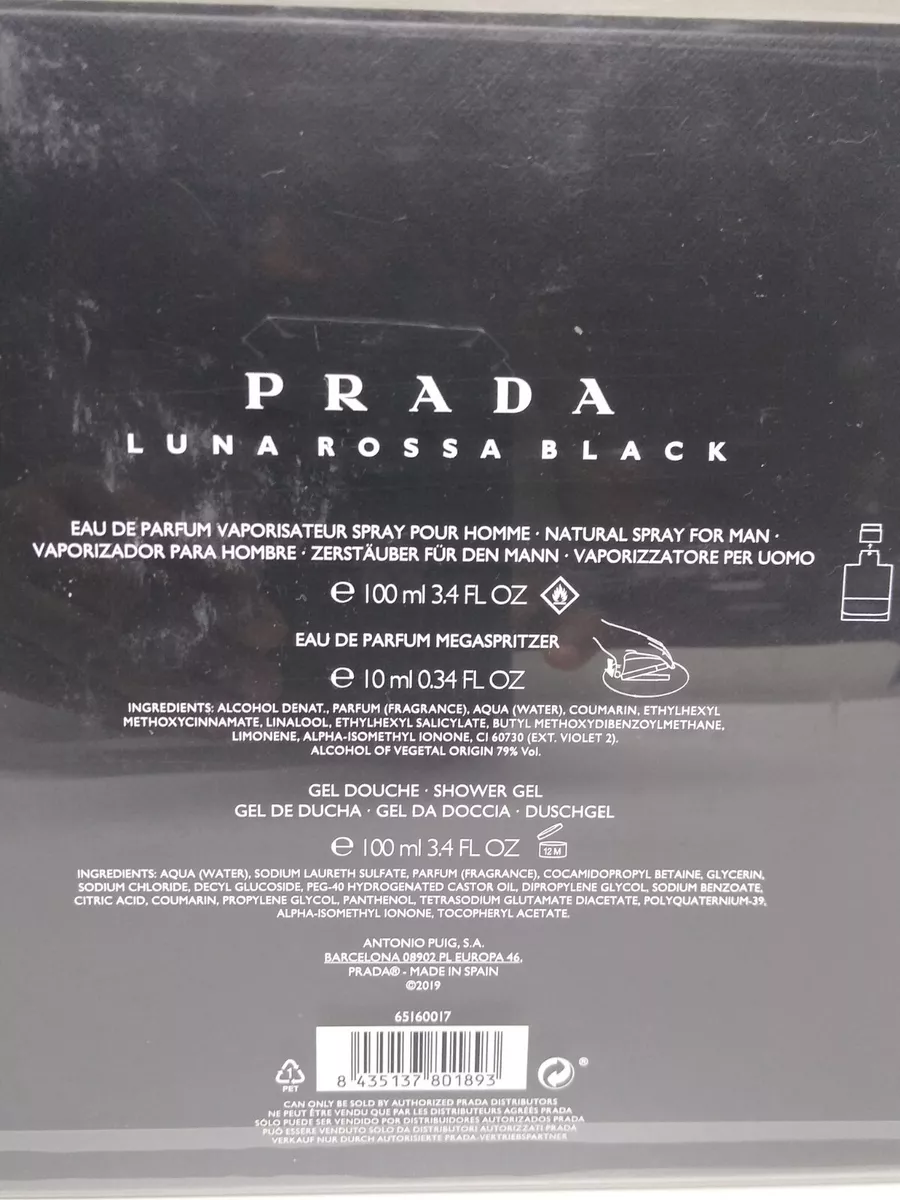 PRADA
LUNA ROSSA BLACK
EAU DE PARFUM VAPORISATEUR SPRAY POUR HOMME · NATURAL SPRAY FOR MAN ·
VAPORIZADOR PARA HOMBRE · ZERSTÄUBER FÜR DEN MANN · VAPORIZZATORE PER UOMO
e 100 ml 3.4 FL OZ
EAU DE PARFUM MEGASPRITZER
e 10 ml 0.34 FL OZ
INGREDIENTS: ALCOHOL DENAT., PARFUM (FRAGRANCE), AQUA (WATER), COUMARIN, ETHYLHEXYL
METHOXYCINNAMATE, LINALOOL, ETHYLHEXYL SALICYLATE, BUTYL METHOXYDIBENZOYLMETHANE,
LIMONENE, ALPHA-ISOMETHYL IONONE, CI 60730 (EXT. VIOLET 2).
ALCOHOL OF VEGETAL ORIGIN 79% Vol.
GEL DOUCHE · SHOWER GEL
GEL DE DUCHA · GEL DA DOCCIA · DUSCHGEL
e 100 ml 3.4 FL OZ 12 M
INGREDIENTS: AQUA (WATER), SODIUM LAURETH SULFATE, PARFUM (FRAGRANCE), COCAMIDOPROPYL BETAINE, GLYCERIN,
SODIUM CHLORIDE, DECYL GLUCOSIDE, PEG-40 HYDROGENATED CASTOR OIL, DIPROPYLENE GLYCOL, SODIUM BENZOATE,
CITRIC ACID, COUMARIN, PROPYLENE GLYCOL, PANTHENOL, TETRASODIUM GLUTAMATE DIACETATE, POLYQUATERNIUM-39,
ALPHA-ISOMETHYL IONONE, TOCOPHERYL ACETATE.
ANTONIO PUIG, S.A.
BARCELONA 08902 PL EUROPA 46,
PRADA® - MADE IN SPAIN
©2019
65160017
1 PET
8 435137 801893
®
CAN ONLY BE SOLD BY AUTHORIZED PRADA DISTRIBUTORS
NE PEUT ÊTRE VENDU QUE PAR LES DISTRIBUTEURS AGRÉÉS PRADA
SÓLO PUEDE SER VENDIDO POR DISTRIBUIDORES AUTORIZADOS PRADA
PUÒ ESSERE VENDUTO SOLO DA DISTRIBUTORI AUTORIZZATI PRADA
VERKAUF NUR DURCH AUTORISIERTE PRADA-VERTRIEBSPARTNER